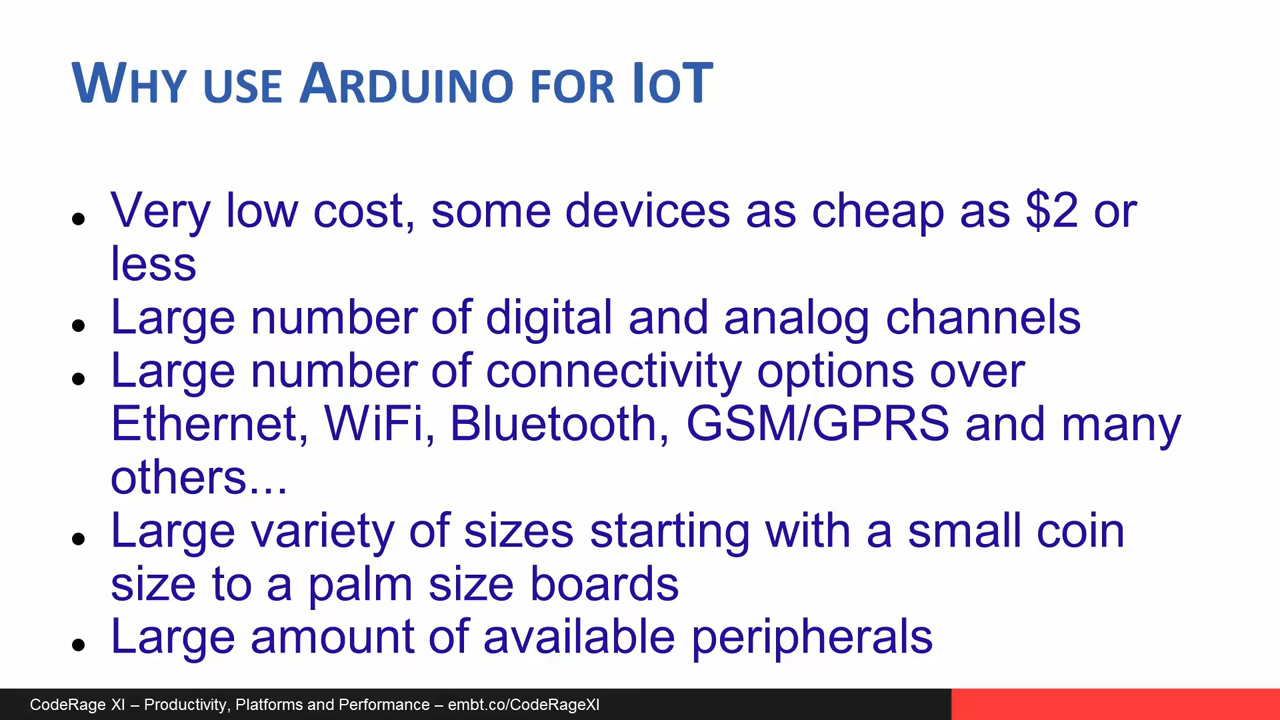 WHY USE ARDUINO FOR IOT
• Very low cost, some devices as cheap as $2 or
less
• Large number of digital and analog channels
• Large number of connectivity options over
Ethernet, WiFi, Bluetooth, GSM/GPRS and many
others...
• Large variety of sizes starting with a small coin
size to a palm size boards
• Large amount of available peripherals
CodeRage XI – Productivity, Platforms and Performance – embt.co/CodeRageXI